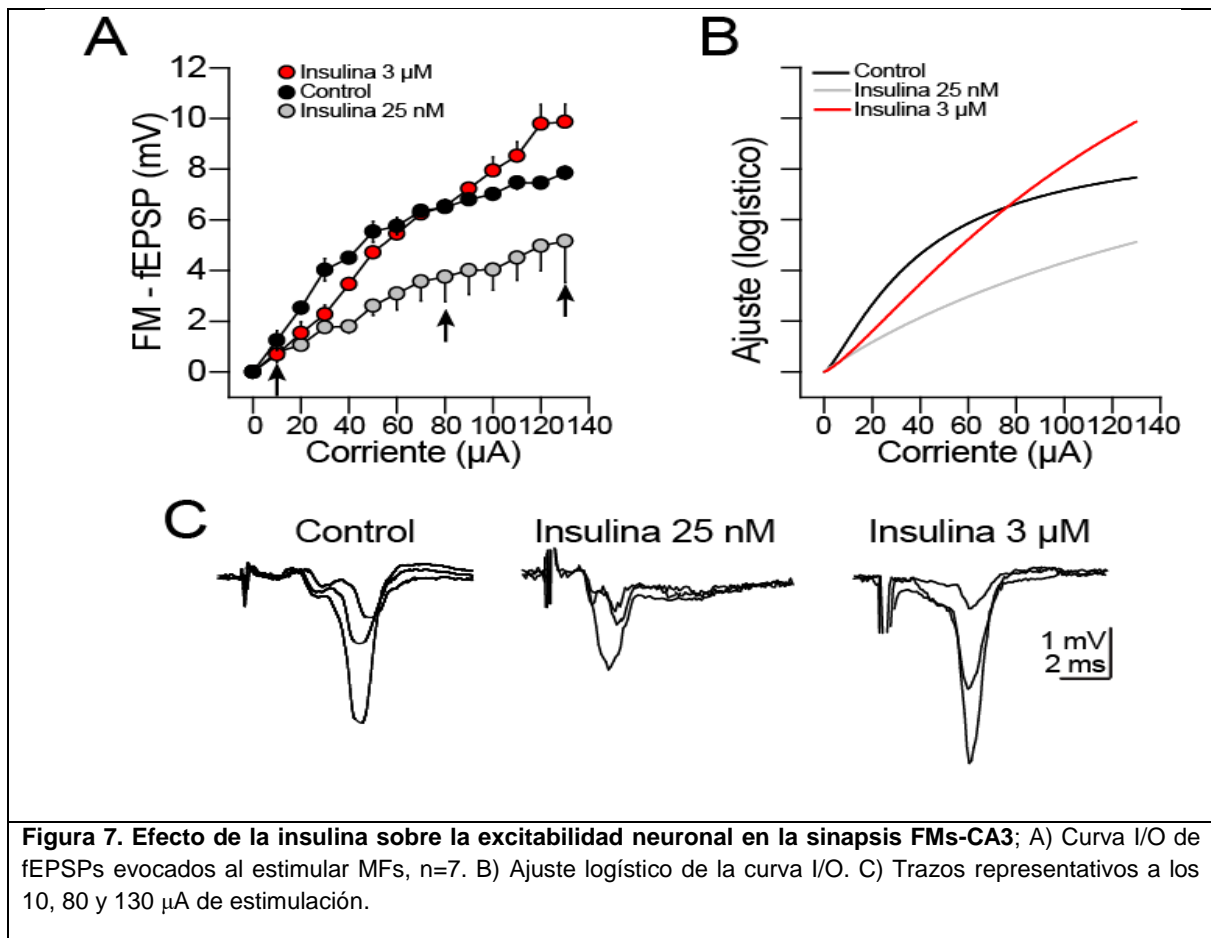 A
12
10
8
6
4
2
0
FM - fEPSP (mV)
Insulina 3 µM
Control
Insulina 25 nM
0 20 40 60 80 100 120 140
Corriente (µA)
B
Ajuste (logístico)
Control
Insulina 25 nM
Insulina 3 µM
0 20 40 60 80 100 120 140
Corriente (µA)
C
Control
Insulina 25 nM
Insulina 3 µM
1 mV
2 ms
Figura 7. Efecto de la insulina sobre la excitabilidad neuronal en la sinapsis FMs-CA3; A) Curva I/O de
fEPSPs evocados al estimular MFs, n=7. B) Ajuste logístico de la curva I/O. C) Trazos representativos a los
10, 80 y 130 µA de estimulación.